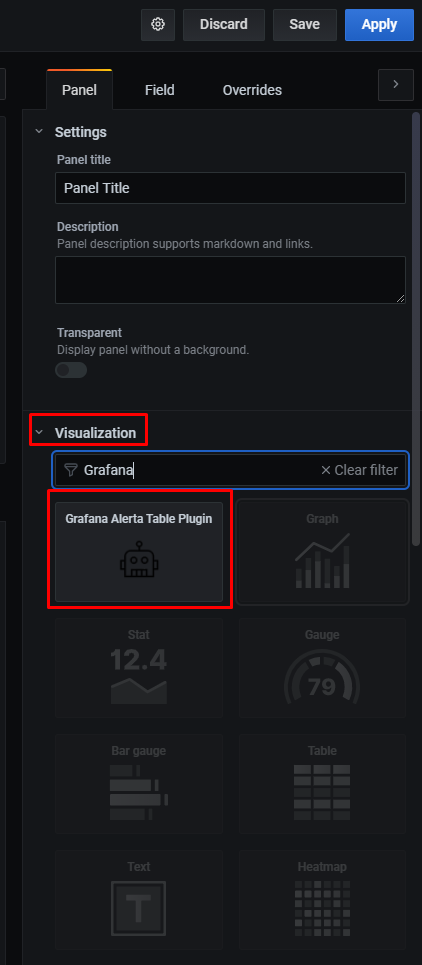 Discard Save Apply
Panel Field Overrides
Settings
Panel title
Panel Title
Description
Panel description supports markdown and links.
Transparent
Display panel without a background.
Visualization
Grafana Clear filter
Grafana Alerta Table Plugin Graph
Stat Gauge
12.4 79
Bar gauge Table
Text Heatmap
T